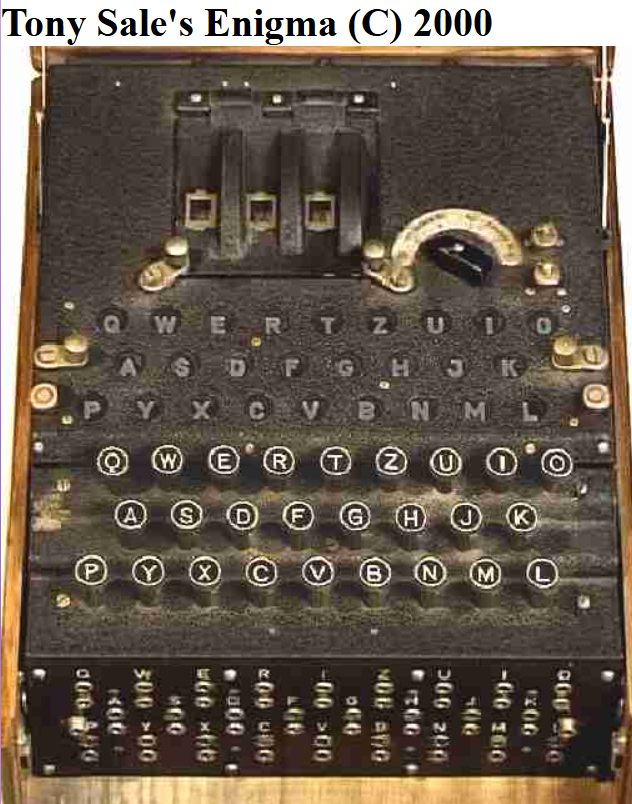 Tony Sale's Enigma (C) 2000
Q W E R T Z U I O
A S D F G H J K
P Y X C V B N M L
Q W E R T Z U I O
A S D F G H J K
P Y X C V B N M L